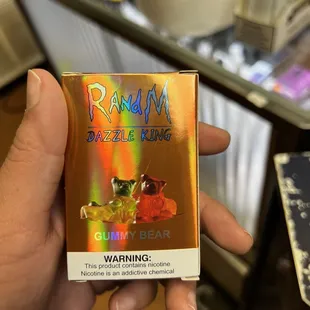 RANDM
DAZZLE KING
GUMMY BEAR
WARNING:
This product contains nicotine
Nicotine is an addictive chemical